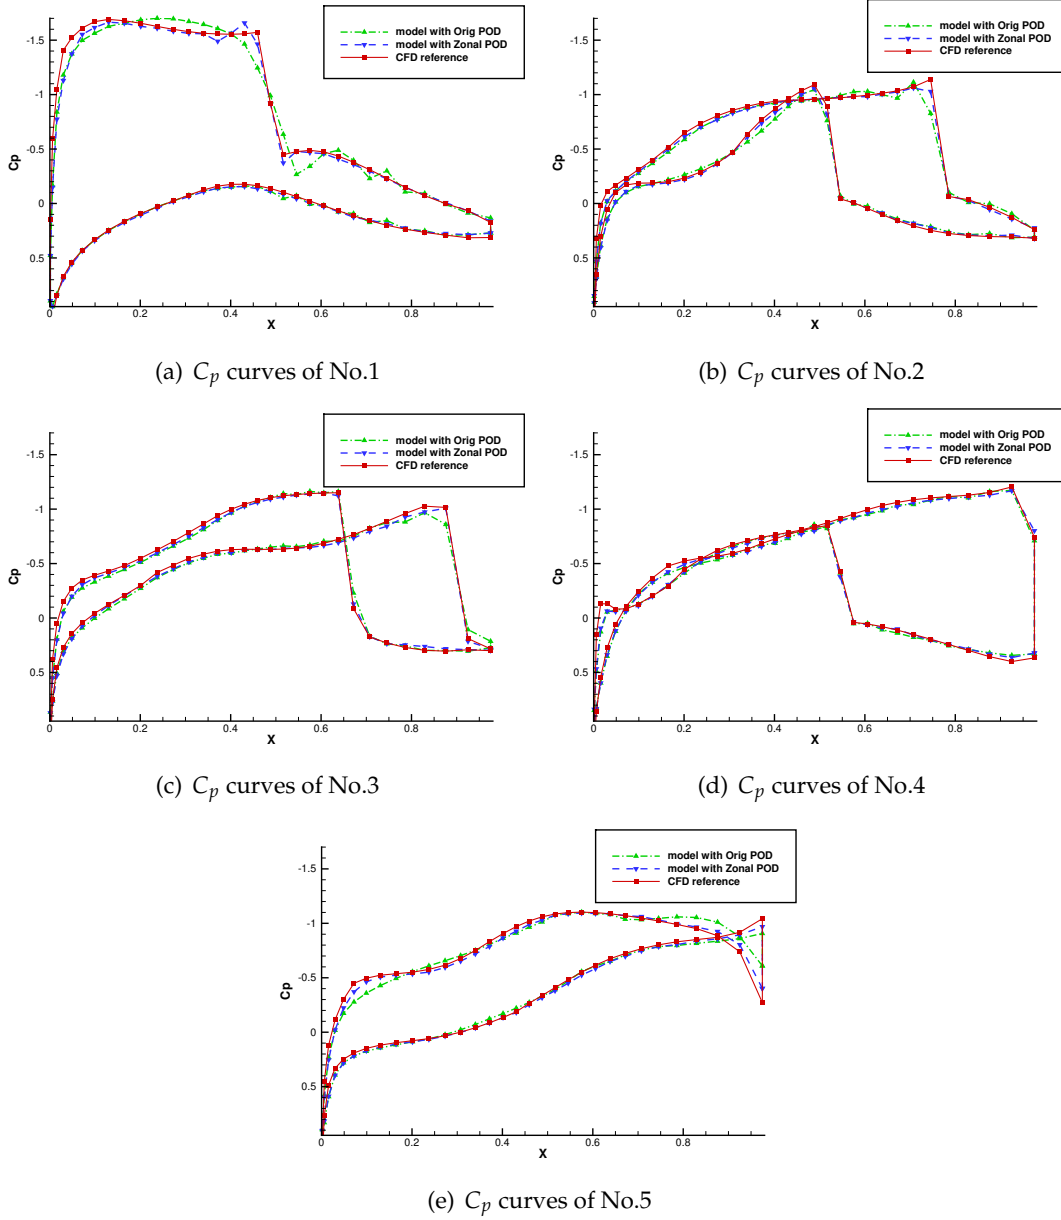 model with Orig POD
model with Zonal POD
CFD reference
Cp
-1.5
-1
-0.5
0
0.5
0 0.2 0.4 0.6 0.8
X
(a) Cp curves of No.1
model with Orig POD
model with Zonal POD
CFD reference
Cp
-1.5
-1
-0.5
0
0.5
0 0.2 0.4 0.6 0.8
X
(b) Cp curves of No.2
model with Orig POD
model with Zonal POD
CFD reference
Cp
-1.5
-1
-0.5
0
0.5
0 0.2 0.4 0.6 0.8
X
(c) Cp curves of No.3
model with Orig POD
model with Zonal POD
CFD reference
Cp
-1.5
-1
-0.5
0
0.5
0 0.2 0.4 0.6 0.8
X
(d) Cp curves of No.4
model with Orig POD
model with Zonal POD
CFD reference
Cp
-1.5
-1
-0.5
0
0.5
0 0.2 0.4 0.6 0.8
X
(e) Cp curves of No.5